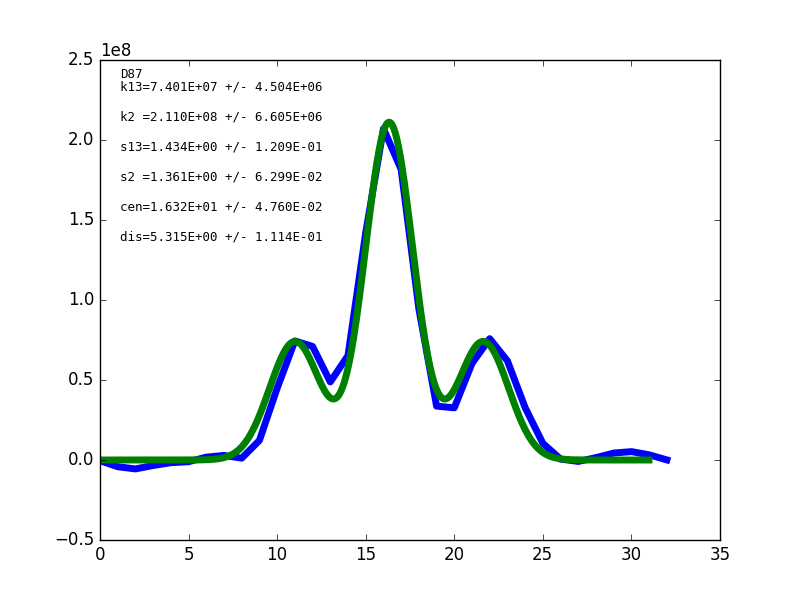 1e8
2.5
2.0
1.5
1.0
0.5
0.0
−0.5
D87
k13=7.401E+07 +/- 4.504E+06
k2 =2.110E+08 +/- 6.605E+06
s13=1.434E+00 +/- 1.209E-01
s2 =1.361E+00 +/- 6.299E-02
cen=1.632E+01 +/- 4.760E-02
dis=5.315E+00 +/- 1.114E-01
0 5 10 15 20 25 30 35